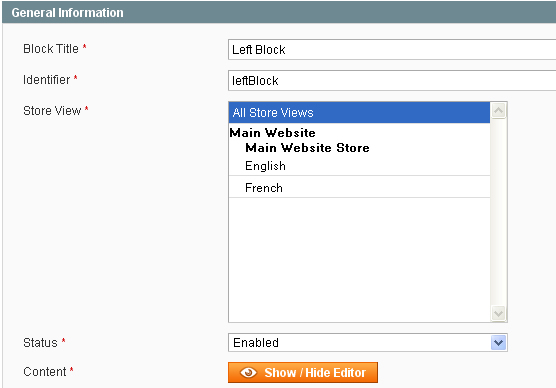 General Information
Block Title * Left Block
Identifier * leftBlock
Store View * All Store Views
Main Website
Main Website Store
English
French
Status * Enabled
Content * Show / Hide Editor